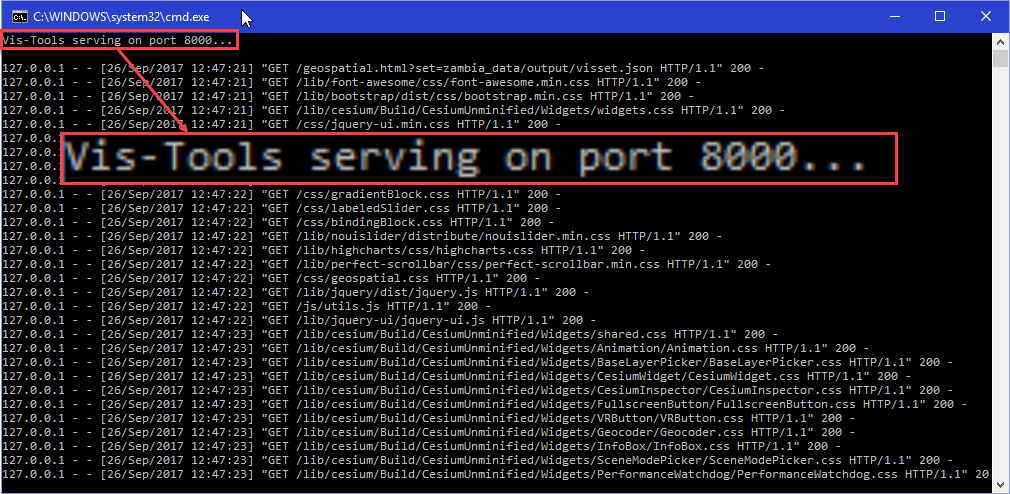 C:\WINDOWS\system32\cmd.exe
Vis-Tools serving on port 8000...
127.0.0.1 - - [26/Sep/2017 12:47:21] "GET /geospatial.html?set=zambia_data/output/visset.json HTTP/1.1" 200 -
127.0.0.1 - - [26/Sep/2017 12:47:21] "GET /lib/font-awesome/css/font-awesome.min.css HTTP/1.1" 200 -
127.0.0.1 - - [26/Sep/2017 12:47:21] "GET /lib/bootstrap/dist/css/bootstrap.min.css HTTP/1.1" 200 -
127.0.0.1 - - [26/Sep/2017 12:47:21] "GET /lib/cesium/Build/CesiumUnminified/Widgets/widgets.css HTTP/1.1" 200 -
127.0.0.1 - - [26/Sep/2017 12:47:21] "GET /css/jquery-ui.min.css HTTP/1.1" 200 -
127.0.0.1
127.0.0.1
127.0.0.1
127.0.0.1
Vis-Tools serving on port 8000...
127.0.0.1 - - [26/Sep/2017 12:47:22] "GET /css/gradientBlock.css HTTP/1.1" 200 -
127.0.0.1 - - [26/Sep/2017 12:47:22] "GET /css/labeledSlider.css HTTP/1.1" 200 -
127.0.0.1 - - [26/Sep/2017 12:47:22] "GET /css/bindingBlock.css HTTP/1.1" 200 -
127.0.0.1 - - [26/Sep/2017 12:47:22] "GET /lib/nouislider/distribute/nouislider.min.css HTTP/1.1" 200 -
127.0.0.1 - - [26/Sep/2017 12:47:22] "GET /lib/highcharts/css/highcharts.css HTTP/1.1" 200 -
127.0.0.1 - - [26/Sep/2017 12:47:22] "GET /lib/perfect-scrollbar/css/perfect-scrollbar.min.css HTTP/1.1" 200 -
127.0.0.1 - - [26/Sep/2017 12:47:22] "GET /css/geospatial.css HTTP/1.1" 200 -
127.0.0.1 - - [26/Sep/2017 12:47:22] "GET /lib/jquery/dist/jquery.js HTTP/1.1" 200 -
127.0.0.1 - - [26/Sep/2017 12:47:22] "GET /js/utils.js HTTP/1.1" 200 -
127.0.0.1 - - [26/Sep/2017 12:47:22] "GET /lib/jquery-ui/jquery-ui.js HTTP/1.1" 200 -
127.0.0.1 - - [26/Sep/2017 12:47:23] "GET /lib/cesium/Build/CesiumUnminified/Widgets/shared.css HTTP/1.1" 200 -
127.0.0.1 - - [26/Sep/2017 12:47:23] "GET /lib/cesium/Build/CesiumUnminified/Widgets/Animation/Animation.css HTTP/1.1" 200 -
127.0.0.1 - - [26/Sep/2017 12:47:23] "GET /lib/cesium/Build/CesiumUnminified/Widgets/BaseLayerPicker/BaseLayerPicker.css HTTP/1.1" 200 -
127.0.0.1 - - [26/Sep/2017 12:47:23] "GET /lib/cesium/Build/CesiumUnminified/Widgets/CesiumWidget/CesiumWidget.css HTTP/1.1" 200 -
127.0.0.1 - - [26/Sep/2017 12:47:23] "GET /lib/cesium/Build/CesiumUnminified/Widgets/CesiumInspector/CesiumInspector.css HTTP/1.1" 200 -
127.0.0.1 - - [26/Sep/2017 12:47:23] "GET /lib/cesium/Build/CesiumUnminified/Widgets/FullscreenButton/FullscreenButton.css HTTP/1.1" 200 -
127.0.0.1 - - [26/Sep/2017 12:47:23] "GET /lib/cesium/Build/CesiumUnminified/Widgets/VRButton/VRButton.css HTTP/1.1" 200 -
127.0.0.1 - - [26/Sep/2017 12:47:23] "GET /lib/cesium/Build/CesiumUnminified/Widgets/Geocoder/Geocoder.css HTTP/1.1" 200 -
127.0.0.1 - - [26/Sep/2017 12:47:23] "GET /lib/cesium/Build/CesiumUnminified/Widgets/InfoBox/InfoBox.css HTTP/1.1" 200 -
127.0.0.1 - - [26/Sep/2017 12:47:23] "GET /lib/cesium/Build/CesiumUnminified/Widgets/SceneModePicker/SceneModePicker.css HTTP/1.1" 200 -
127.0.0.1 - - [26/Sep/2017 12:47:23] "GET /lib/cesium/Build/CesiumUnminified/Widgets/PerformanceWatchdog/PerformanceWatchdog.css HTTP/1.1" 20